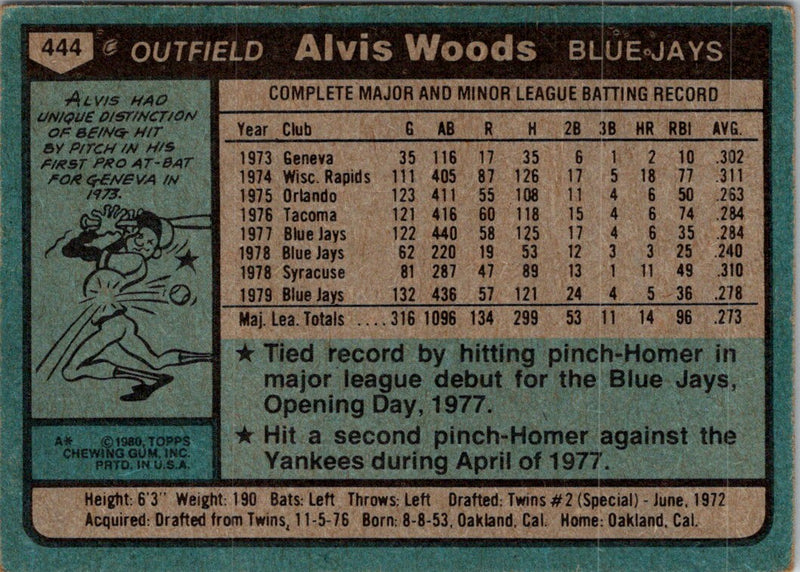 444 OUTFIELD Alvis Woods BLUE JAYS
ALVIS HAD
UNIQUE DISTINCTION
OF BEING HIT
BY PITCH IN HIS
FIRST PRO AT-BAT
FOR GENEVA IN
1973.
COMPLETE MAJOR AND MINOR LEAGUE BATTING RECORD
Year Club G AB R H 2B 3B HR RBI AVG.
1973 Geneva 35 116 17 35 6 1 2 10 .302
1974 Wisc. Rapids 111 405 87 126 17 5 18 77 .311
1975 Orlando 123 411 55 108 11 4 6 50 .263
1976 Tacoma 121 416 60 118 15 4 6 74 .284
1977 Blue Jays 122 440 58 125 17 4 6 35 .284
1978 Blue Jays 62 220 19 53 12 3 3 25 .240
1978 Syracuse 81 287 47 89 13 1 11 49 .310
1979 Blue Jays 132 436 57 121 24 4 5 36 .278
Maj. Lea. Totals ....316 1096 134 299 53 11 14 96 .273
★ Tied record by hitting pinch-Homer in
major league debut for the Blue Jays,
Opening Day, 1977.
★ Hit a second pinch-Homer against the
Yankees during April of 1977.
A* ©1980, TOPPS
CHEWING GUM, INC.
PRTD. IN U.S.A.
Height: 6'3" Weight: 190 Bats: Left Throws: Left Drafted: Twins #2 (Special) - June, 1972
Acquired: Drafted from Twins, 11-5-76 Born: 8-8-53, Oakland, Cal. Home: Oakland, Cal.